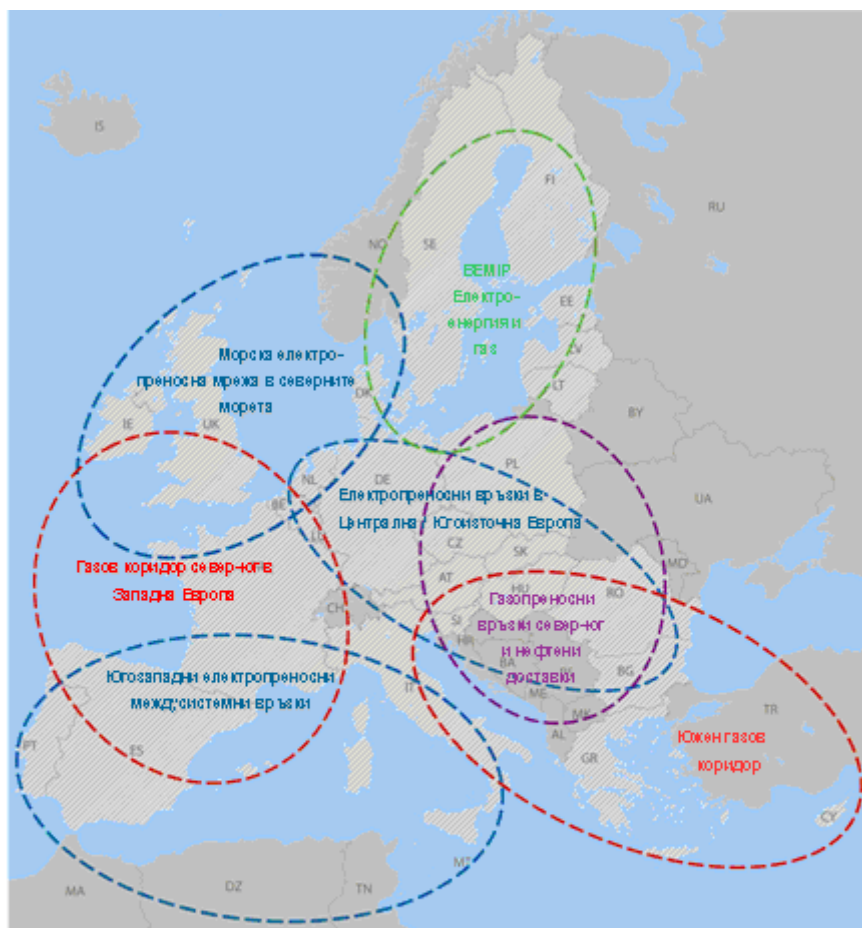 IS
FI
RU
NO
SE
BEMIP
Електро-
енергия и
газ
EE
LV
LT
Морска електро-
преносна мрежа в северните
морета
DK
IE
UK
BY
NL
DE
PL
BE
Електропреносни връзки в
Централна / Югоизточна Европа
UA
LU
CZ
SK
Газов коридор север-юг в
Западна Европа
AT
HU
MD
CH
RO
SI
HR
Газопреносни
връзки север-юг
и нефтени
доставки
BA
RS
BG
Югозападни електропреносни
междусистемни връзки
IT
ME
MK
TR
PT
ES
AL
GR
Южен газов
коридор
CY
MT
MA
DZ
TN